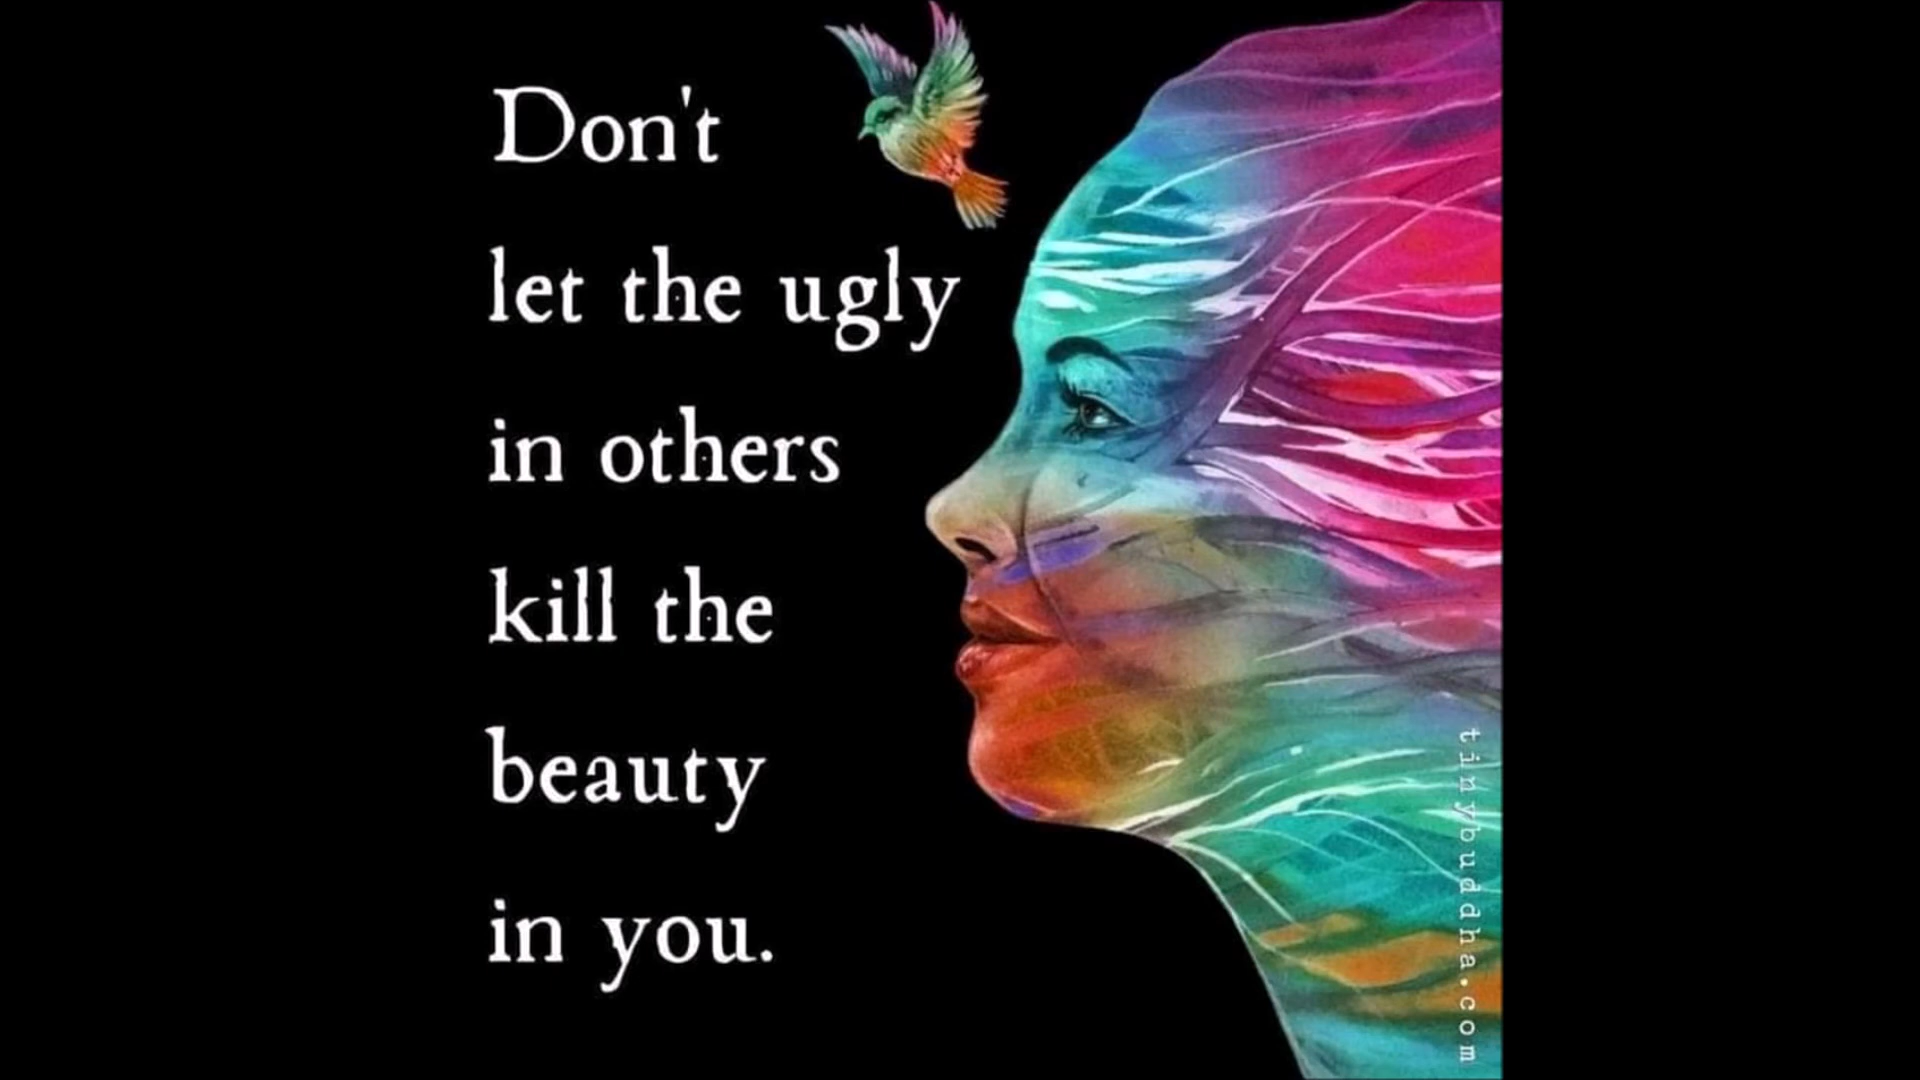 Don't
let the ugly
in others
kill the
beauty
in you.
tinybuddha.com